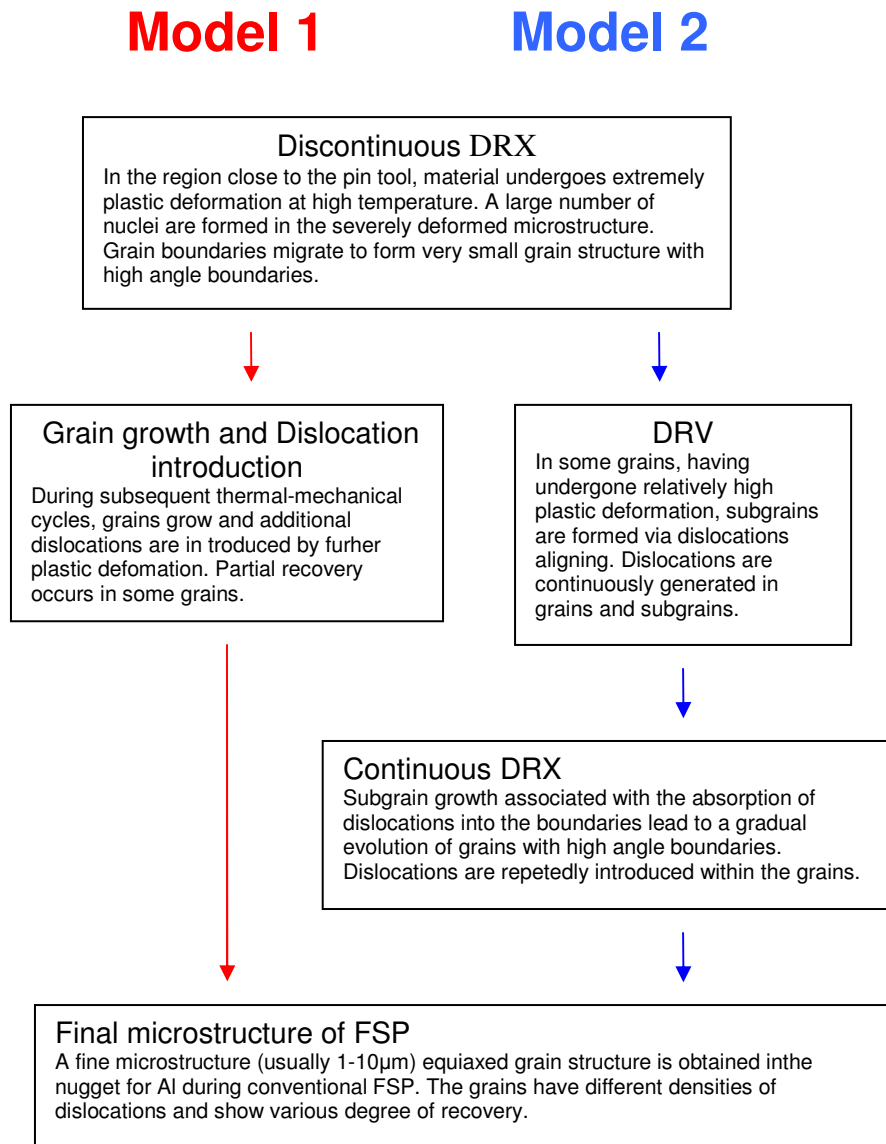 Model 1
Model 2
Discontinuous DRX
In the region close to the pin tool, material undergoes extremely
plastic deformation at high temperature. A large number of
nuclei are formed in the severely deformed microstructure.
Grain boundaries migrate to form very small grain structure with
high angle boundaries.
Grain growth and Dislocation
introduction
During subsequent thermal-mechanical
cycles, grains grow and additional
dislocations are in troduced by furher
plastic defomation. Partial recovery
occurs in some grains.
DRV
In some grains, having
undergone relatively high
plastic deformation, subgrains
are formed via dislocations
aligning. Dislocations are
continuously generated in
grains and subgrains.
Continuous DRX
Subgrain growth associated with the absorption of
dislocations into the boundaries lead to a gradual
evolution of grains with high angle boundaries.
Dislocations are repetedly introduced within the grains.
Final microstructure of FSP
A fine microstructure (usually 1-10µm) equiaxed grain structure is obtained inthe
nugget for Al during conventional FSP. The grains have different densities of
dislocations and show various degree of recovery.